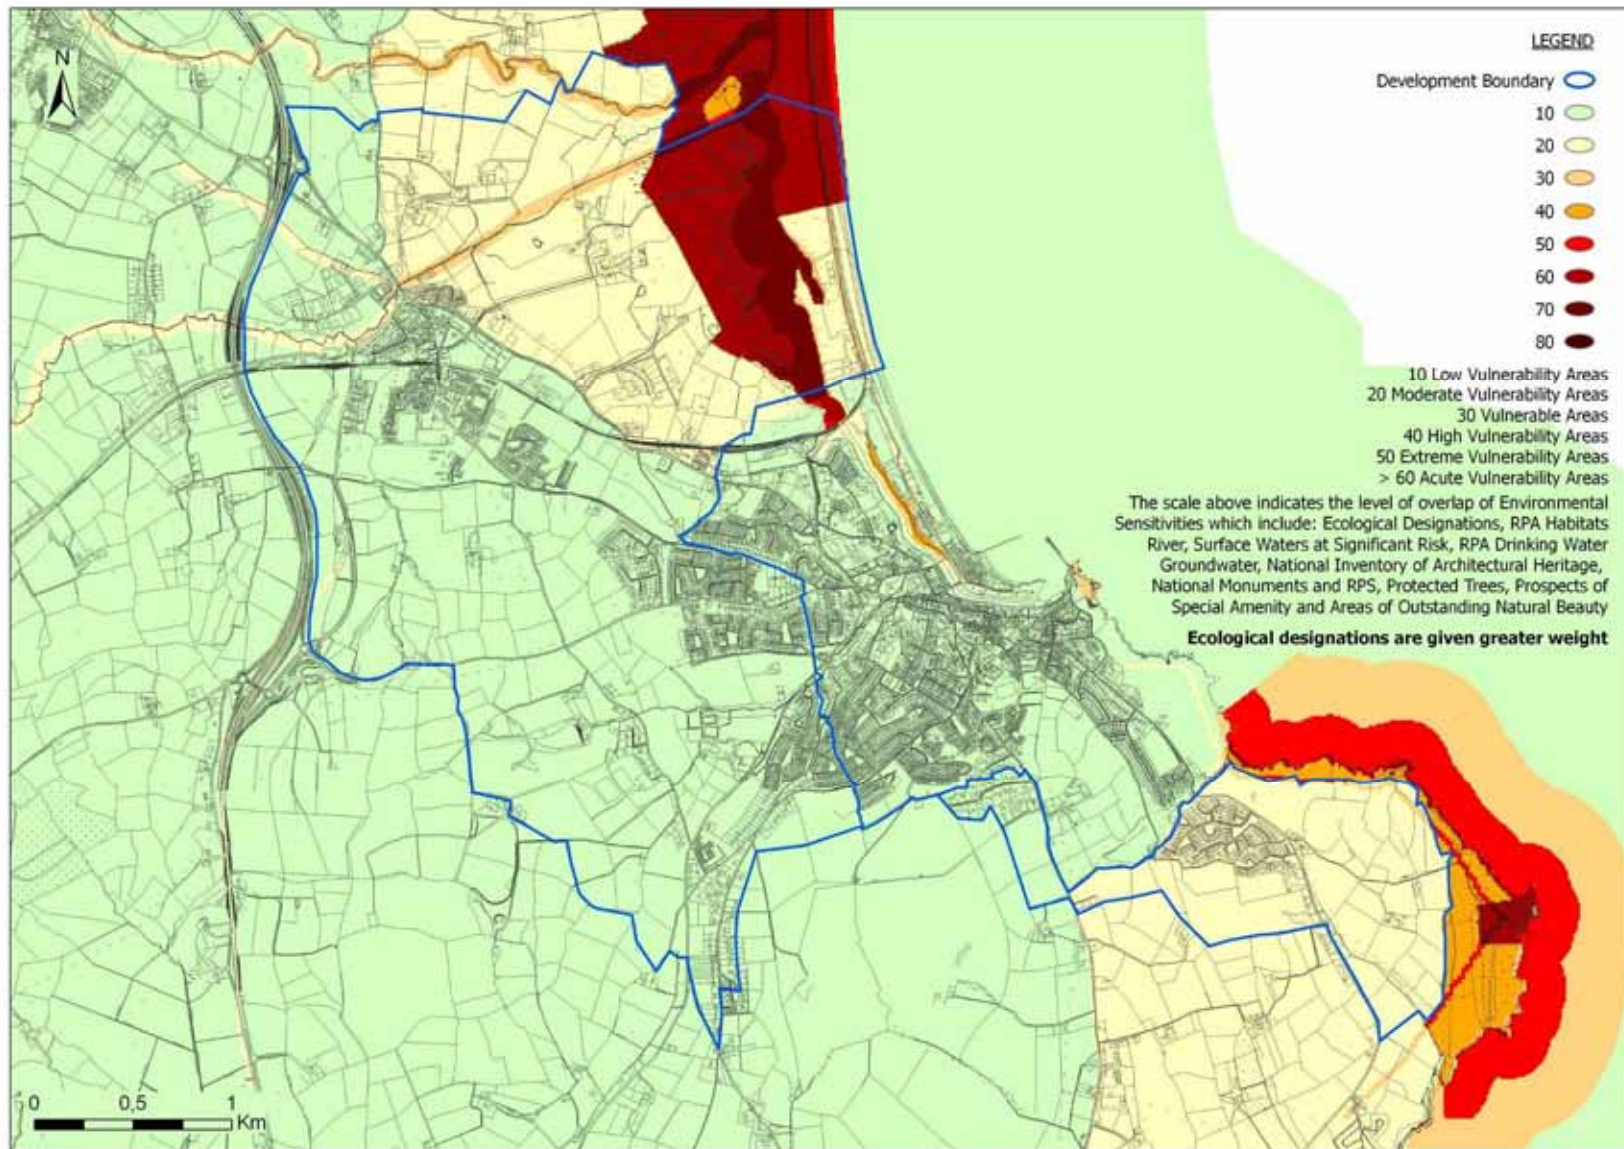 N
LEGEND
Development Boundary
10
20
30
40
50
60
70
80
10 Low Vulnerability Areas
20 Moderate Vulnerability Areas
30 Vulnerable Areas
40 High Vulnerability Areas
50 Extreme Vulnerability Areas
> 60 Acute Vulnerability Areas
The scale above indicates the level of overlap of Environmental
Sensitivities which include: Ecological Designations, RPA Habitats
River, Surface Waters at Significant Risk, RPA Drinking Water
Groundwater, National Inventory of Architectural Heritage,
National Monuments and RPS, Protected Trees, Prospects of
Special Amenity and Areas of Outstanding Natural Beauty
Ecological designations are given greater weight
0 0,5 1
Km